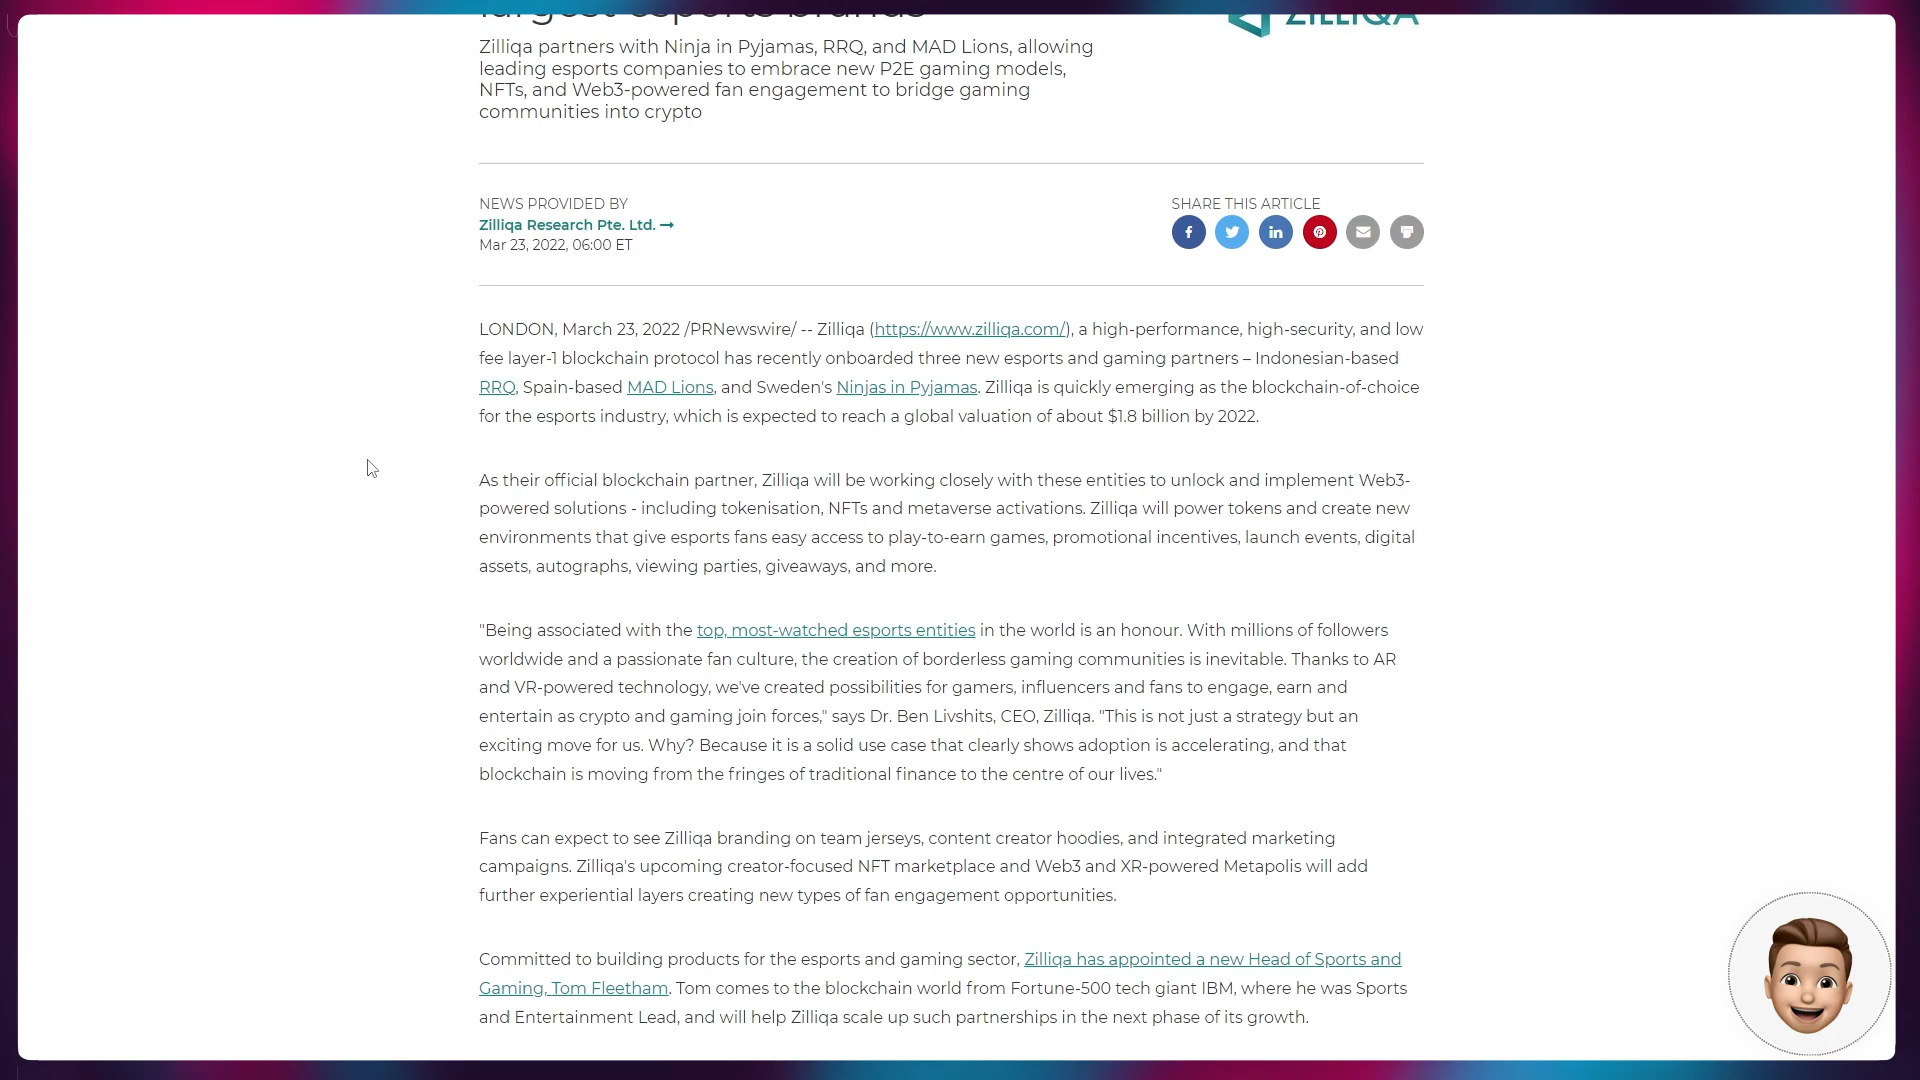 largest esports brands
ZILLIQA
Zilliqa partners with Ninja in Pyjamas, RRQ, and MAD Lions, allowing
leading esports companies to embrace new P2E gaming models,
NFTs, and Web3-powered fan engagement to bridge gaming
communities into crypto
NEWS PROVIDED BY
Zilliqa Research Pte. Ltd. →
Mar 23, 2022, 06:00 ET
SHARE THIS ARTICLE
LONDON, March 23, 2022 /PRNewswire/ -- Zilliqa (https://www.zilliqa.com/), a high-performance, high-security, and low
fee layer-1 blockchain protocol has recently onboarded three new esports and gaming partners – Indonesian-based
RRQ, Spain-based MAD Lions, and Sweden's Ninjas in Pyjamas. Zilliqa is quickly emerging as the blockchain-of-choice
for the esports industry, which is expected to reach a global valuation of about $1.8 billion by 2022.
As their official blockchain partner, Zilliqa will be working closely with these entities to unlock and implement Web3-
powered solutions - including tokenisation, NFTs and metaverse activations. Zilliqa will power tokens and create new
environments that give esports fans easy access to play-to-earn games, promotional incentives, launch events, digital
assets, autographs, viewing parties, giveaways, and more.
"Being associated with the top, most-watched esports entities in the world is an honour. With millions of followers
worldwide and a passionate fan culture, the creation of borderless gaming communities is inevitable. Thanks to AR
and VR-powered technology, we've created possibilities for gamers, influencers and fans to engage, earn and
entertain as crypto and gaming join forces," says Dr. Ben Livshits, CEO, Zilliqa. "This is not just a strategy but an
exciting move for us. Why? Because it is a solid use case that clearly shows adoption is accelerating, and that
blockchain is moving from the fringes of traditional finance to the centre of our lives."
Fans can expect to see Zilliqa branding on team jerseys, content creator hoodies, and integrated marketing
campaigns. Zilliqa's upcoming creator-focused NFT marketplace and Web3 and XR-powered Metapolis will add
further experiential layers creating new types of fan engagement opportunities.
Committed to building products for the esports and gaming sector, Zilliqa has appointed a new Head of Sports and
Gaming, Tom Fleetham. Tom comes to the blockchain world from Fortune-500 tech giant IBM, where he was Sports
and Entertainment Lead, and will help Zilliqa scale up such partnerships in the next phase of its growth.